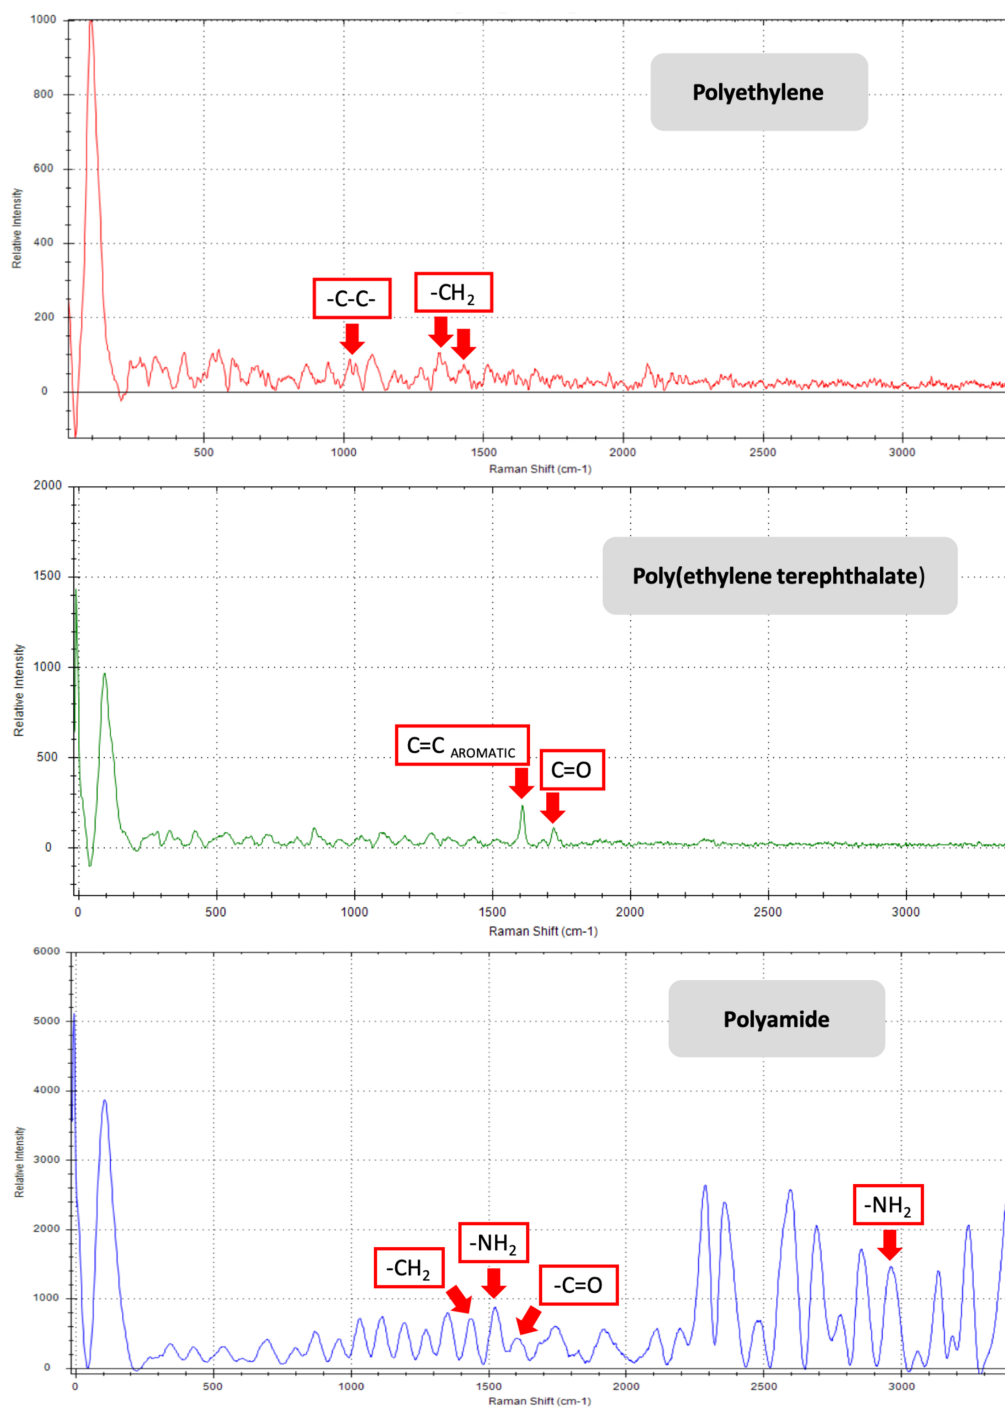 1000
Polyethylene
800
600
Relative Intensity
400
-C-C-
-CH₂
200
0
500
1000
1500
2000
2500
3000
Raman Shift (cm-1)
2000
Poly(ethylene terephthalate)
1500
Relative Intensity
1000
C=C AROMATIC
C=O
500
0
0
500
1000
1500
2000
2500
3000
Raman Shift (cm-1)
6000
Polyamide
5000
4000
Relative Intensity
3000
-NH₂
2000
-NH₂
-CH₂
-C=O
1000
0
0
500
1000
1500
2000
2500
3000
Raman Shift (cm-1)